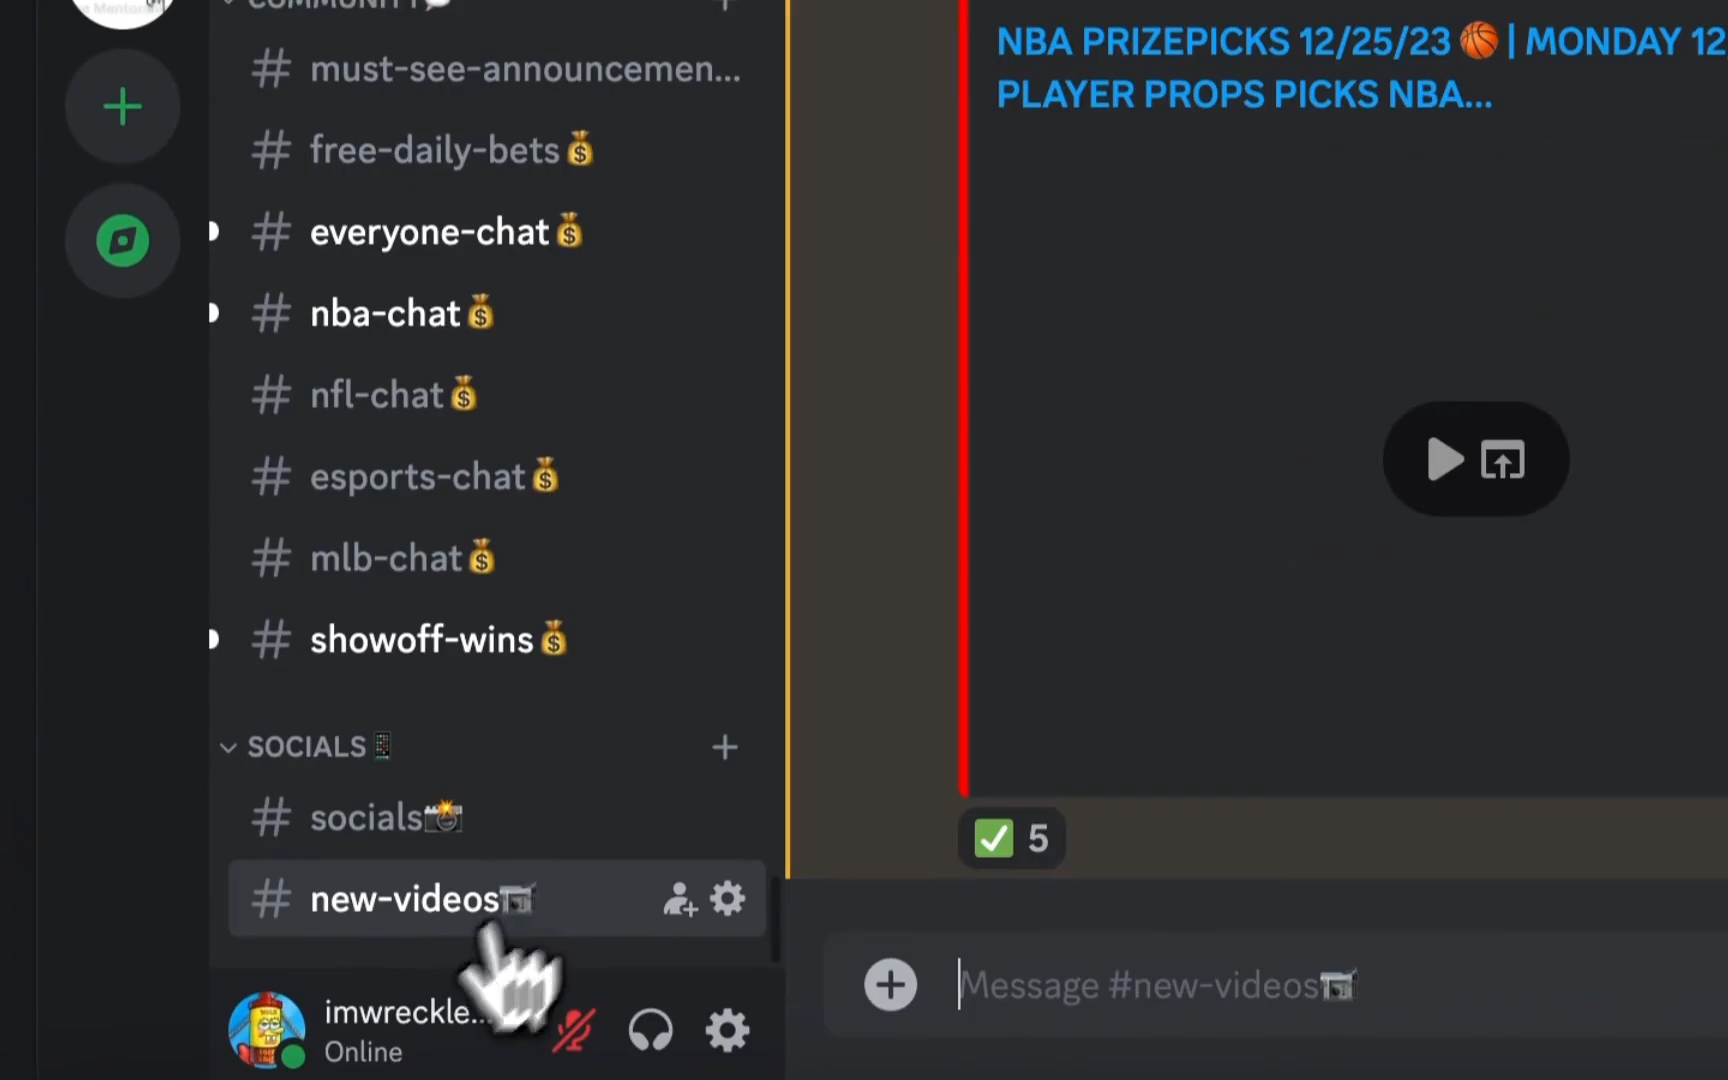 COMMUNITY💬
must-see-announcemen...
free-daily-bets💰
everyone-chat💰
nba-chat💰
nfl-chat💰
esports-chat💰
mlb-chat💰
showoff-wins💰
SOCIALS📱
socials📸
new-videos📹
imwreckle...
Online
NBA PRIZEPICKS 12/25/23 🏀 | MONDAY 12
PLAYER PROPS PICKS NBA...
✅ 5
Message #new-videos📹